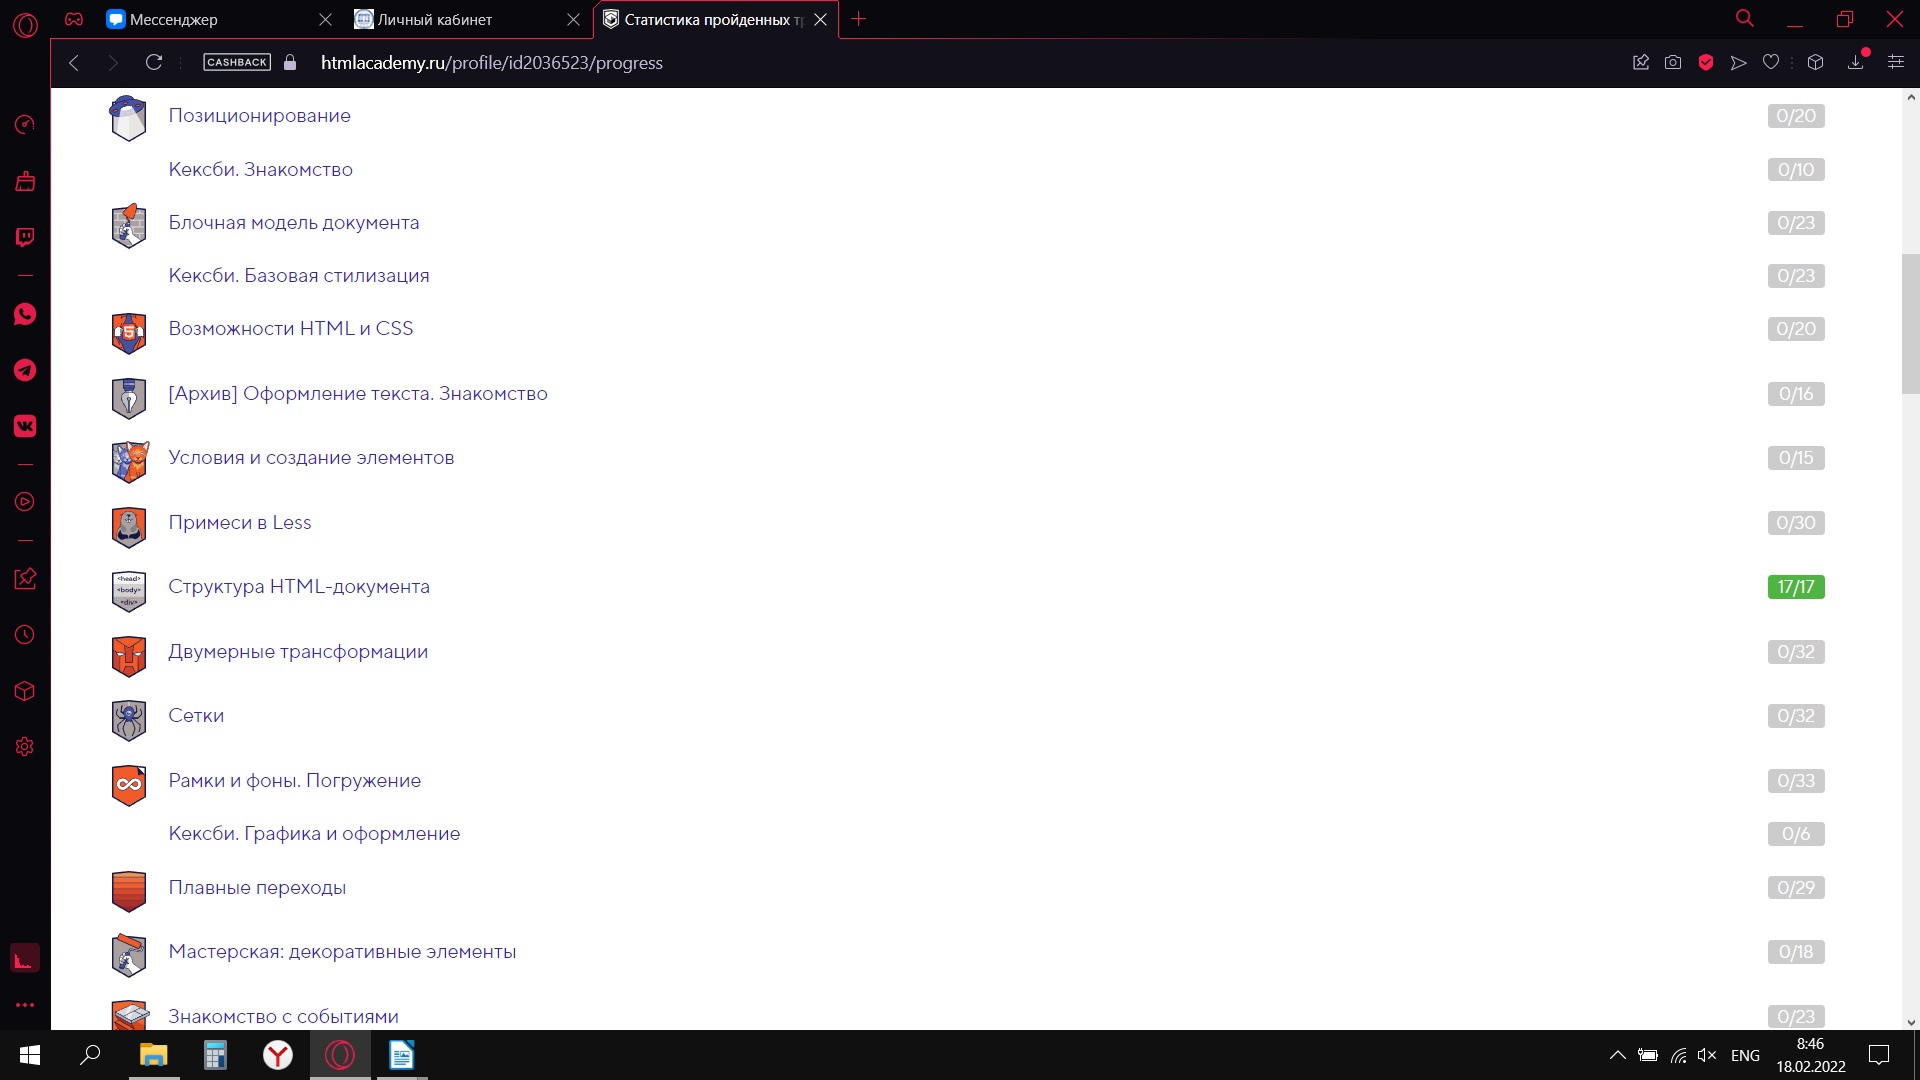 Мессенджер
Личный кабинет
Статистика пройденных тр
CASHBACK
htmlacademy.ru/profile/id2036523/progress
Позиционирование 0/20
Кексби. Знакомство 0/10
Блочная модель документа 0/23
Кексби. Базовая стилизация 0/23
Возможности HTML и CSS 0/20
[Архив] Оформление текста. Знакомство 0/16
Условия и создание элементов 0/15
Примеси в Less 0/30
<head>
<body>
<div>
Структура HTML-документа 17/17
Двумерные трансформации 0/32
Сетки 0/32
Рамки и фоны. Погружение 0/33
Кексби. Графика и оформление 0/6
Плавные переходы 0/29
Мастерская: декоративные элементы 0/18
Знакомство с событиями 0/23
ENG
8:46
18.02.2022